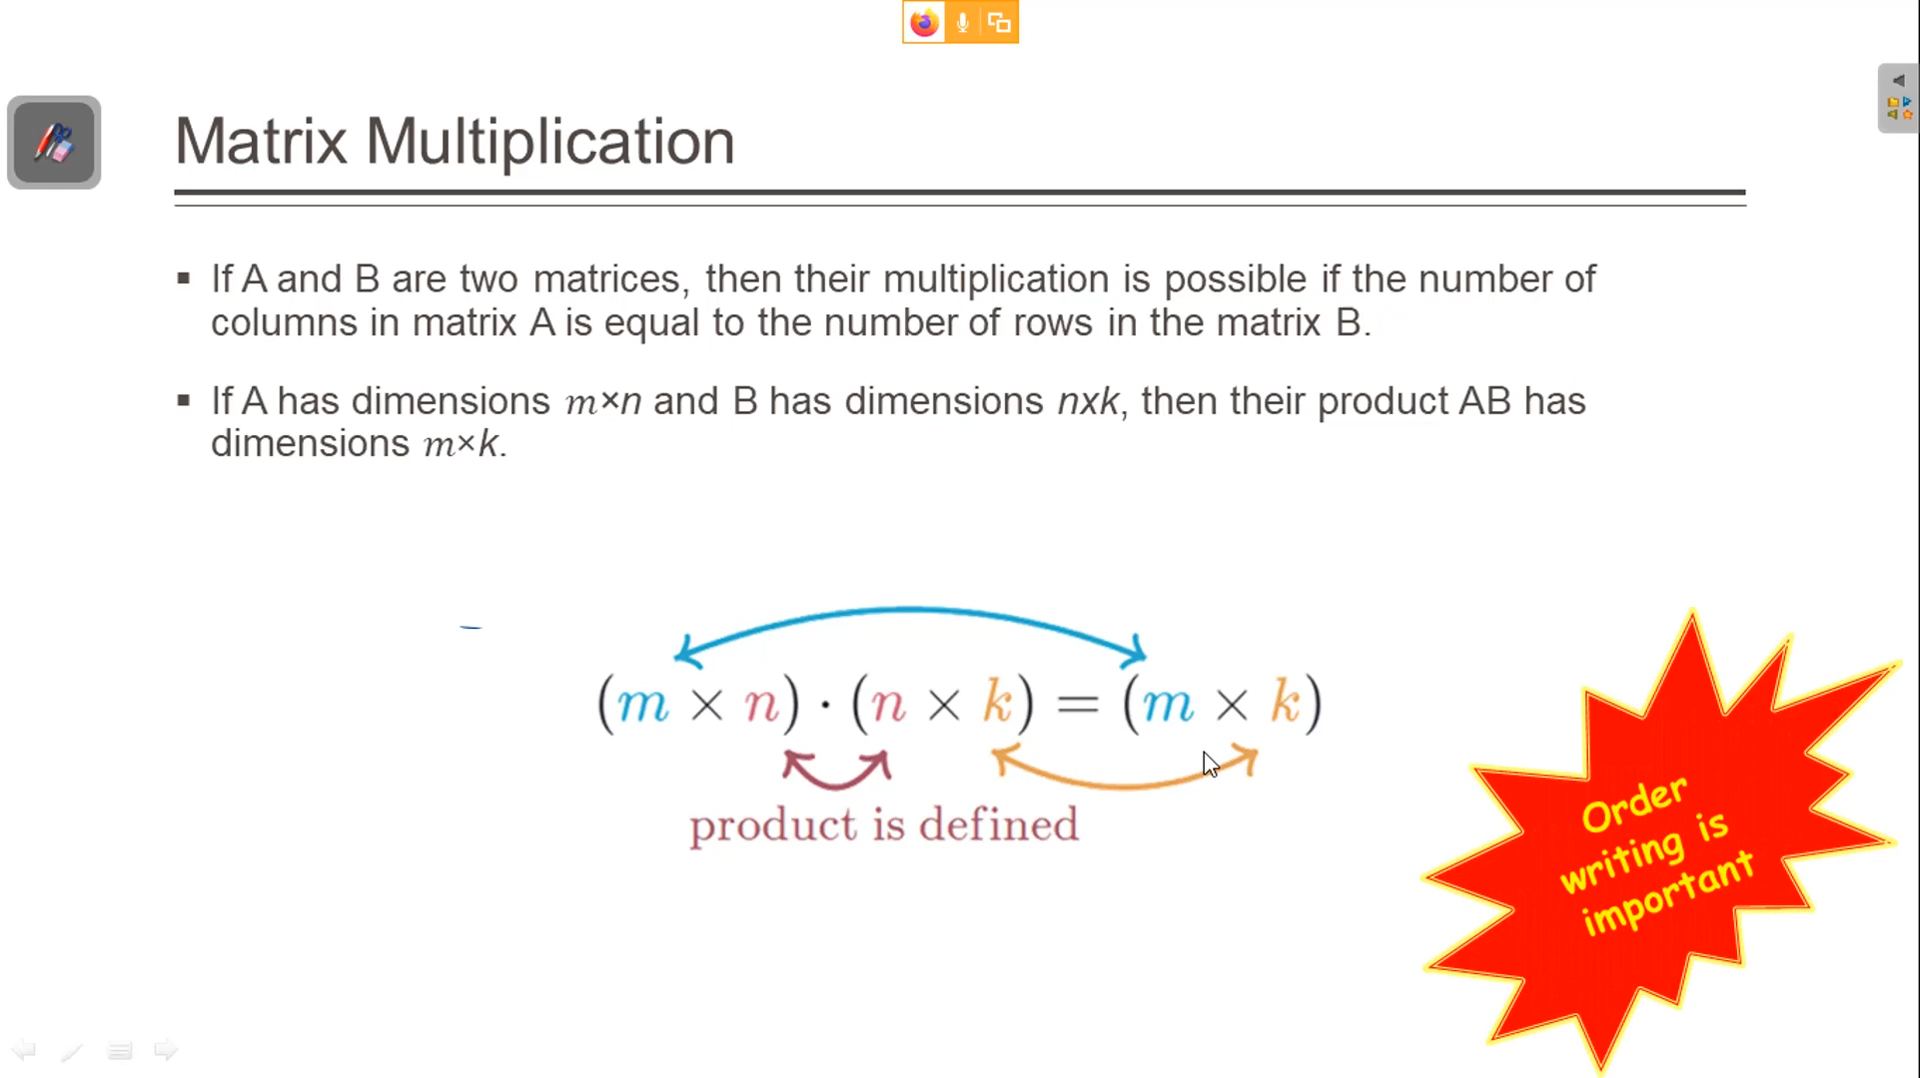 Matrix Multiplication
▪ If A and B are two matrices, then their multiplication is possible if the number of
columns in matrix A is equal to the number of rows in the matrix B.
▪ If A has dimensions m×n and B has dimensions nxk, then their product AB has
dimensions m×k.
(m × n) · (n × k) = (m × k)
product is defined
Order
writing is
important